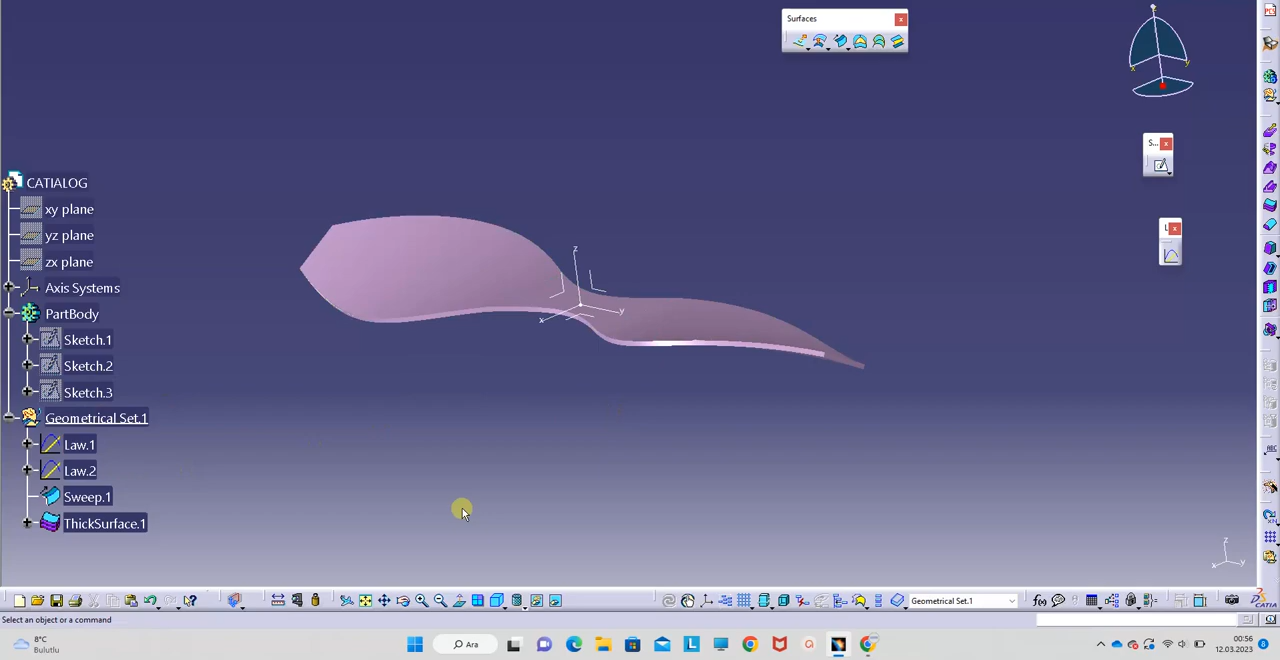 Surfaces
S...
L
CATIALOG
xy plane
yz plane
zx plane
Axis Systems
PartBody
Sketch.1
Sketch.2
Sketch.3
Geometrical Set.1
Law.1
Law.2
Sweep.1
ThickSurface.1
z
y
x
x
y
z
x
y
Geometrical Set.1
f(x)
CATIA
Select an object or a command
8°C
Bulutlu
Ara
00:56
12.03.2023
8